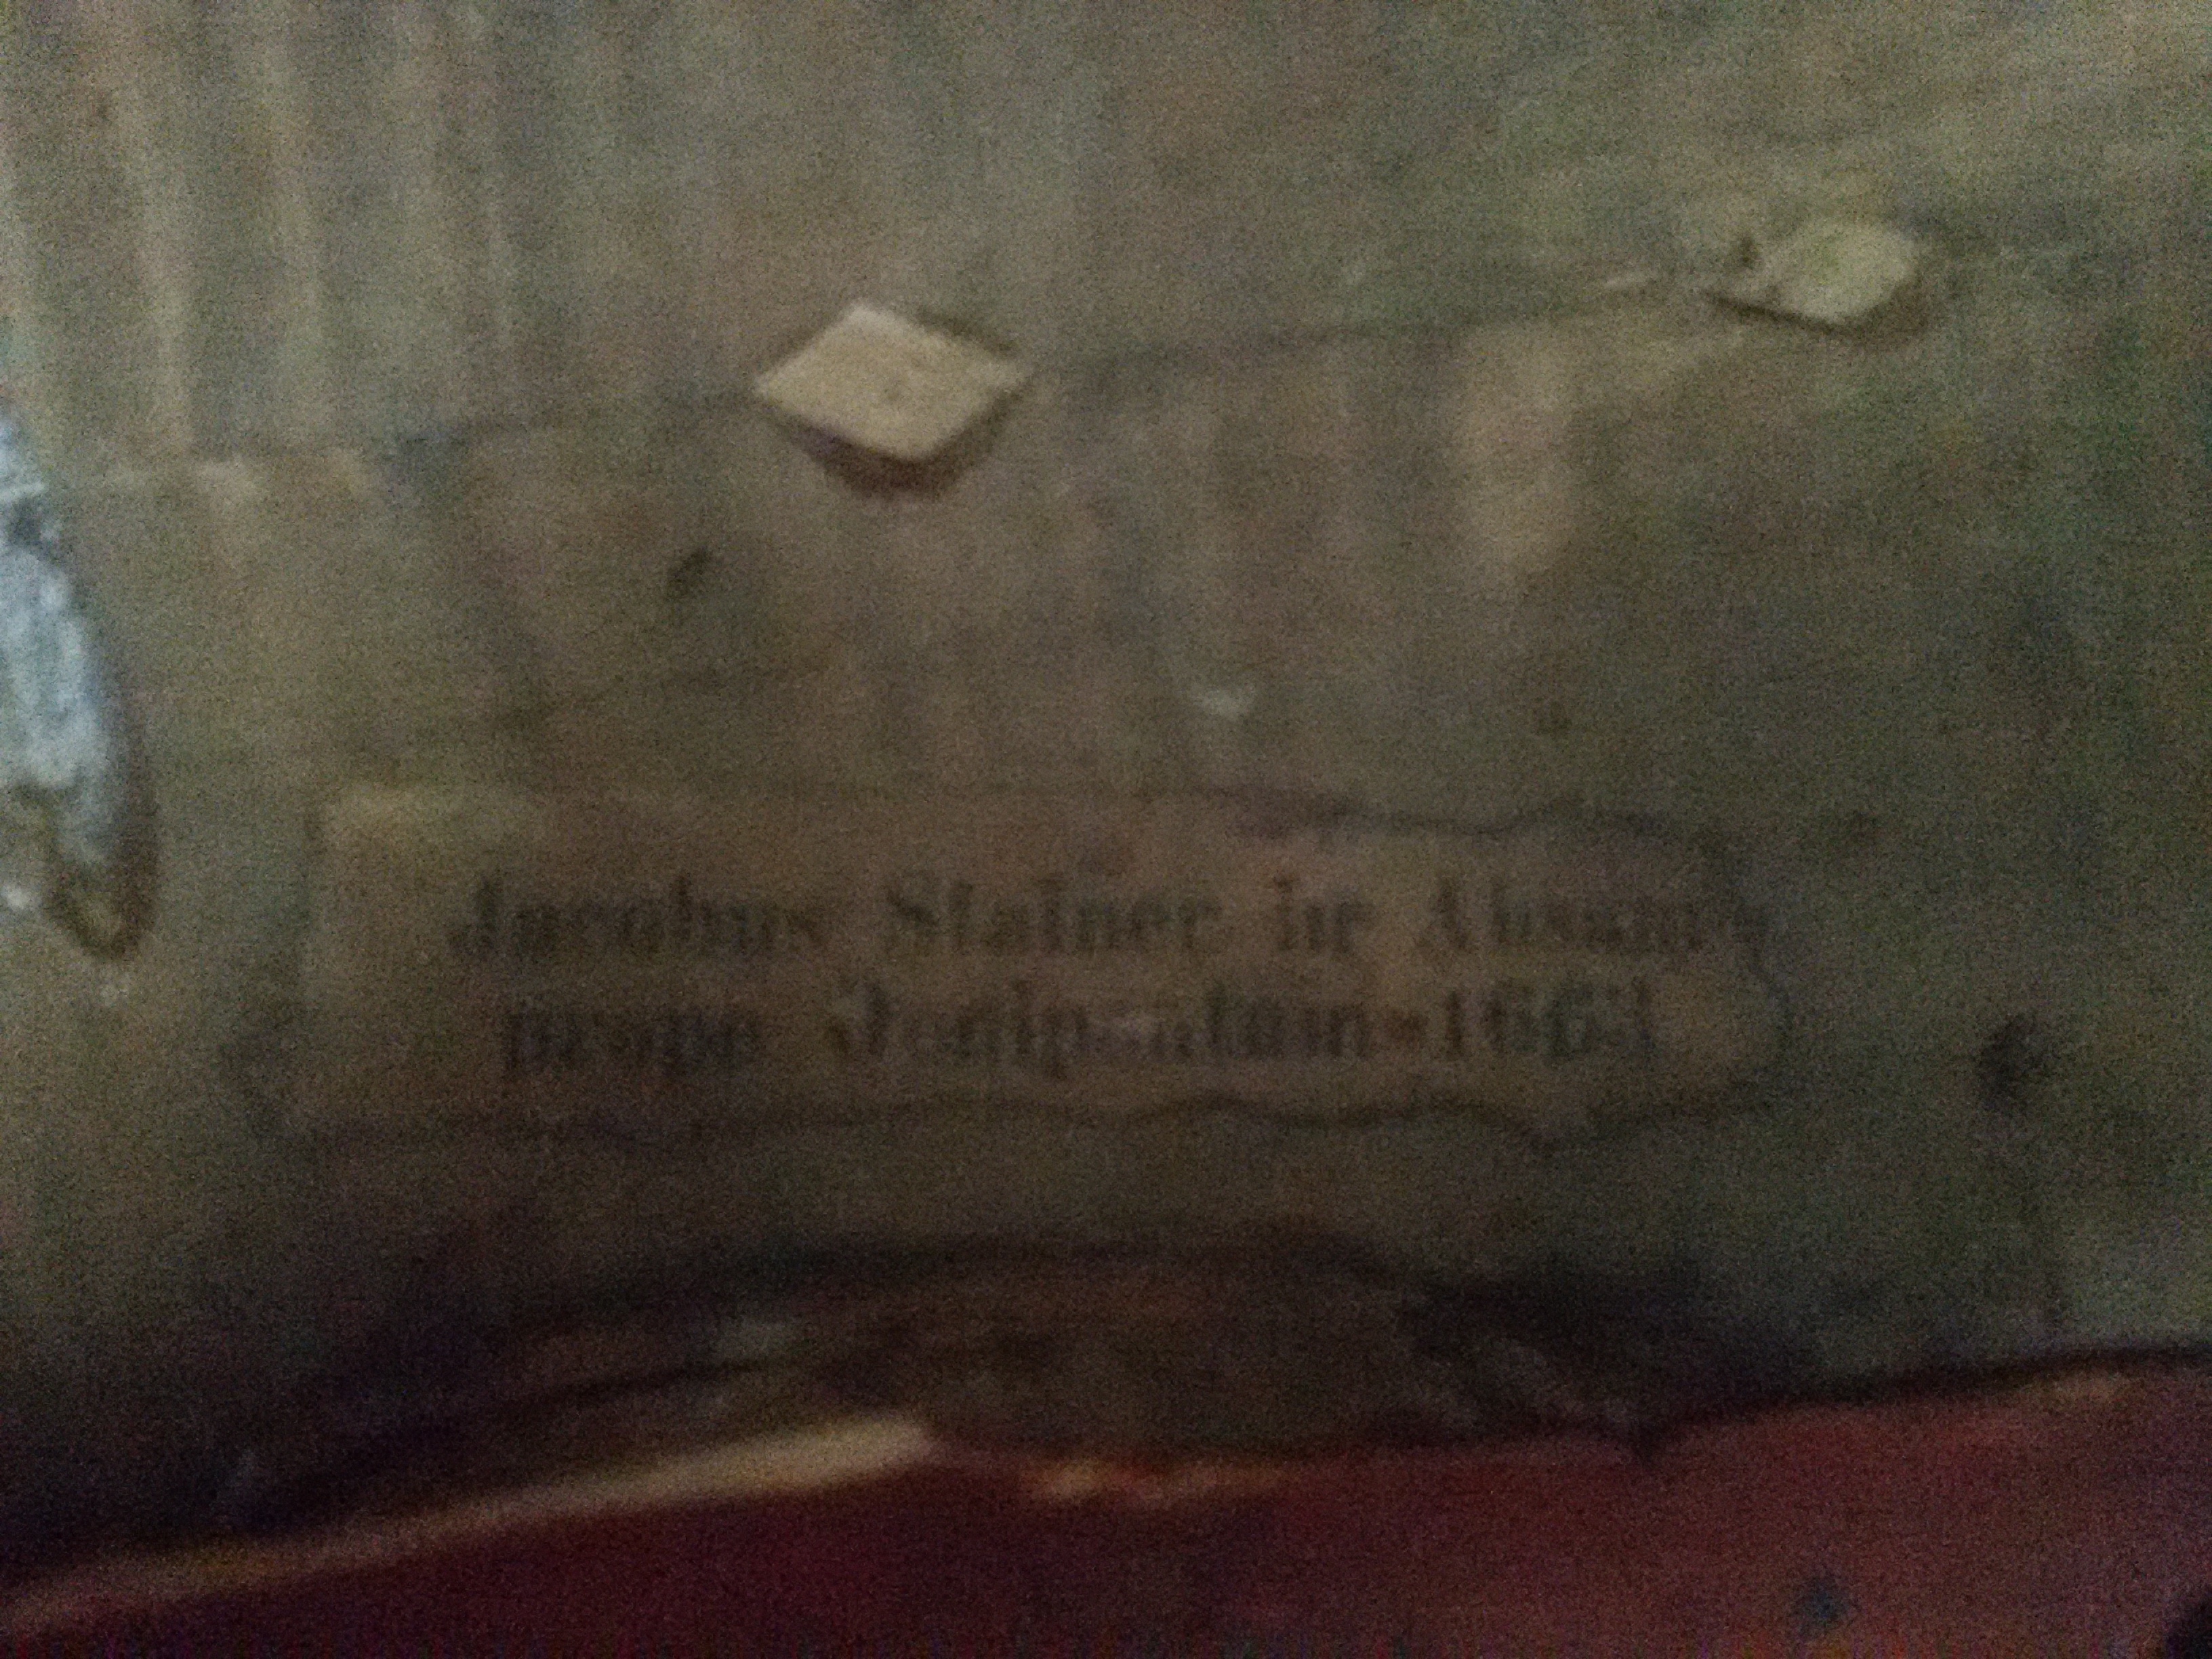 Jacobus Stainer in Absam
prope Oenipontum 1663